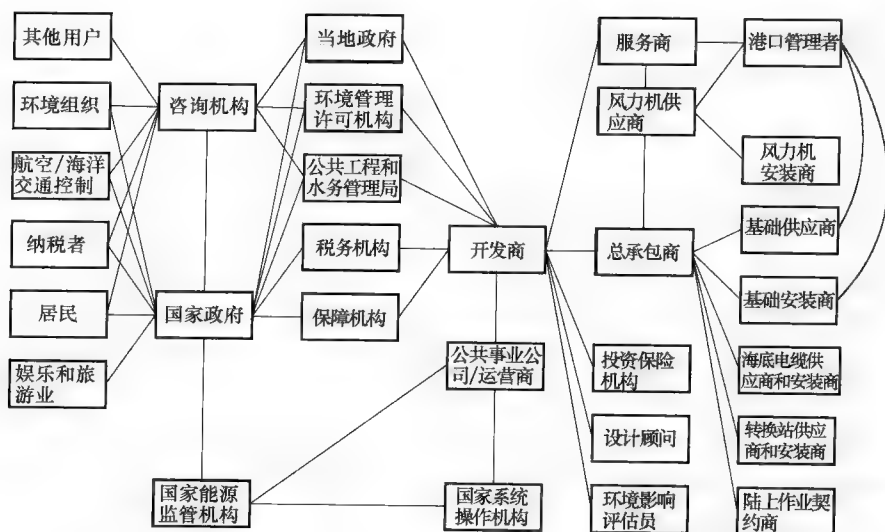 其他用户
环境组织
航空/海洋
交通控制
纳税者
居民
娱乐和旅
游业
咨询机构
国家政府
国家能源
监管机构
当地政府
环境管理
许可机构
公共工程和
水务管理局
税务机构
保障机构
开发商
公共事业公
司/运营商
国家系统
操作机构
服务商
风力机供
应商
总承包商
投资保险
机构
设计顾问
环境影响
评估员
港口管理者
风力机
安装商
基础供应商
基础安装商
海底电缆供
应商和安装商
转换站供应
商和安装商
陆上作业契
约商